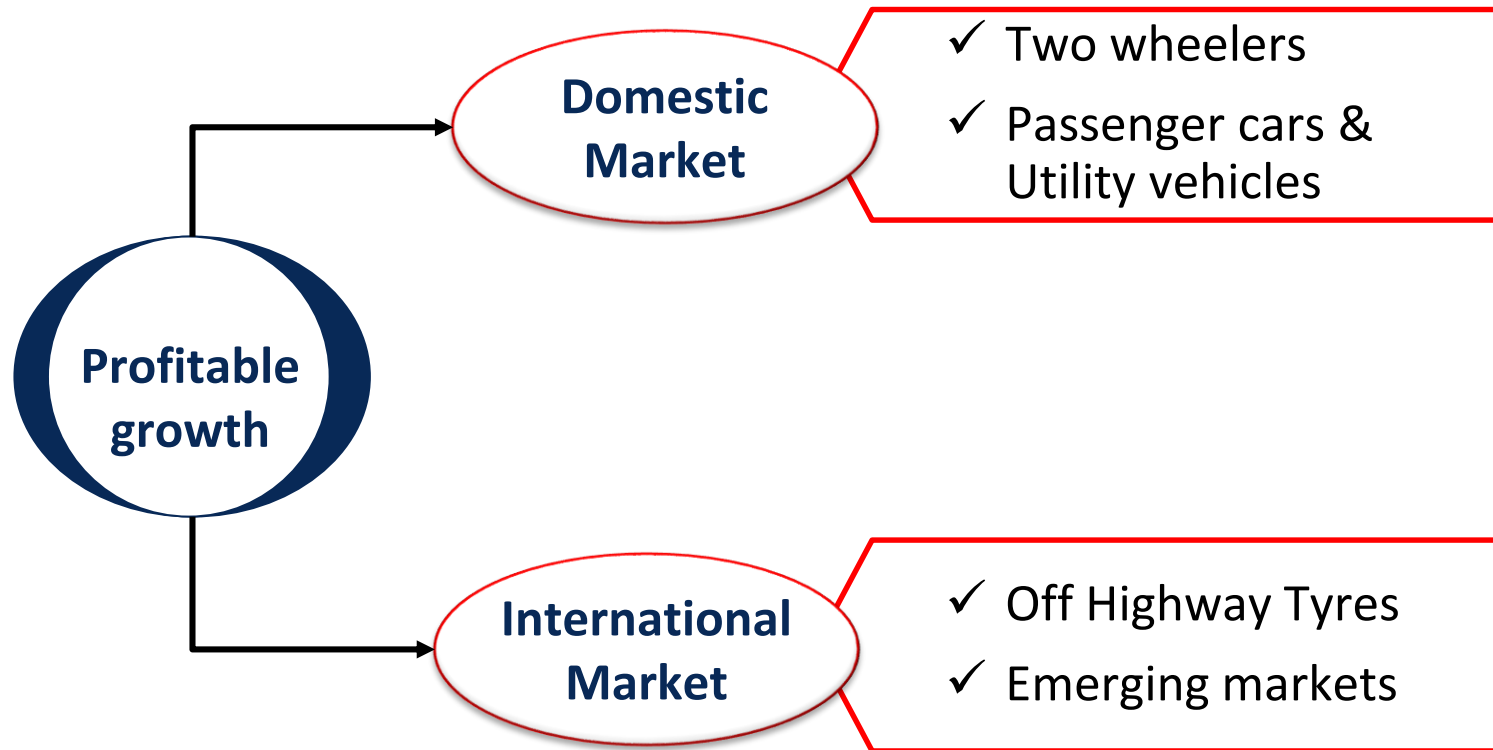 Profitable
growth
Domestic
Market
✓ Two wheelers
✓ Passenger cars &
Utility vehicles
International
Market
✓ Off Highway Tyres
✓ Emerging markets